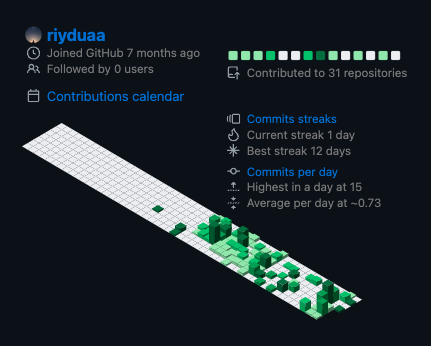 riyduaa
Joined GitHub 7 months ago
Followed by 0 users
Contributed to 31 repositories
Contributions calendar
Commits streaks
Current streak 1 day
Best streak 12 days
Commits per day
Highest in a day at 15
Average per day at ~0.73